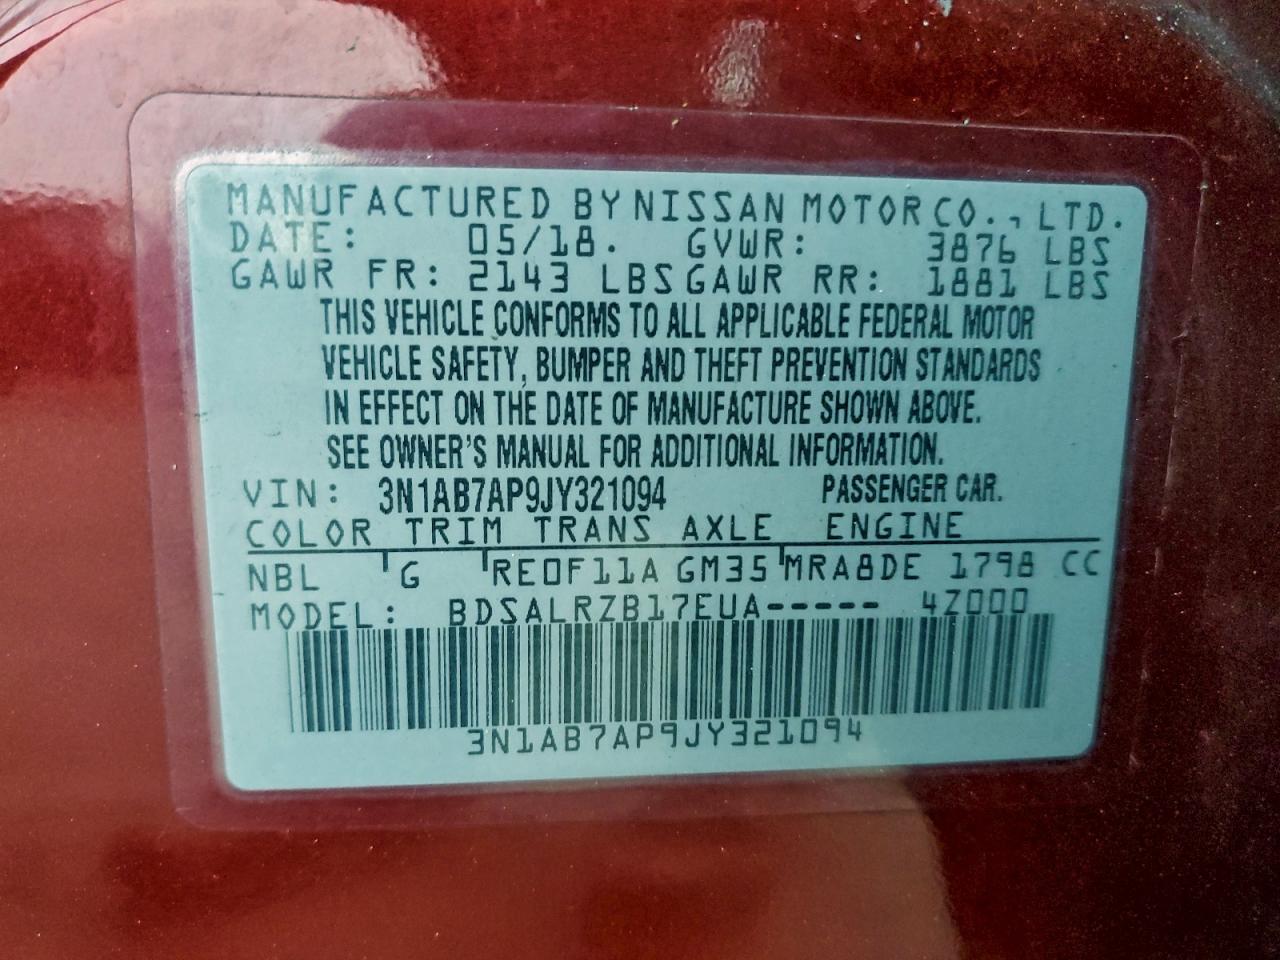 MANUFACTURED BY NISSAN MOTOR CO., LTD.
DATE: 05/18. GVWR: 3876 LBS
GAWR FR: 2143 LBS GAWR RR: 1881 LBS
THIS VEHICLE CONFORMS TO ALL APPLICABLE FEDERAL MOTOR
VEHICLE SAFETY, BUMPER AND THEFT PREVENTION STANDARDS
IN EFFECT ON THE DATE OF MANUFACTURE SHOWN ABOVE.
SEE OWNER'S MANUAL FOR ADDITIONAL INFORMATION.
VIN: 3N1AB7AP9JY321094 PASSENGER CAR.
COLOR TRIM TRANS AXLE ENGINE
NBL G RE0F11A GM35 MRA8DE 1798 CC
MODEL: BDSALRZB17EUA----- 4Z000
3N1AB7AP9JY321094